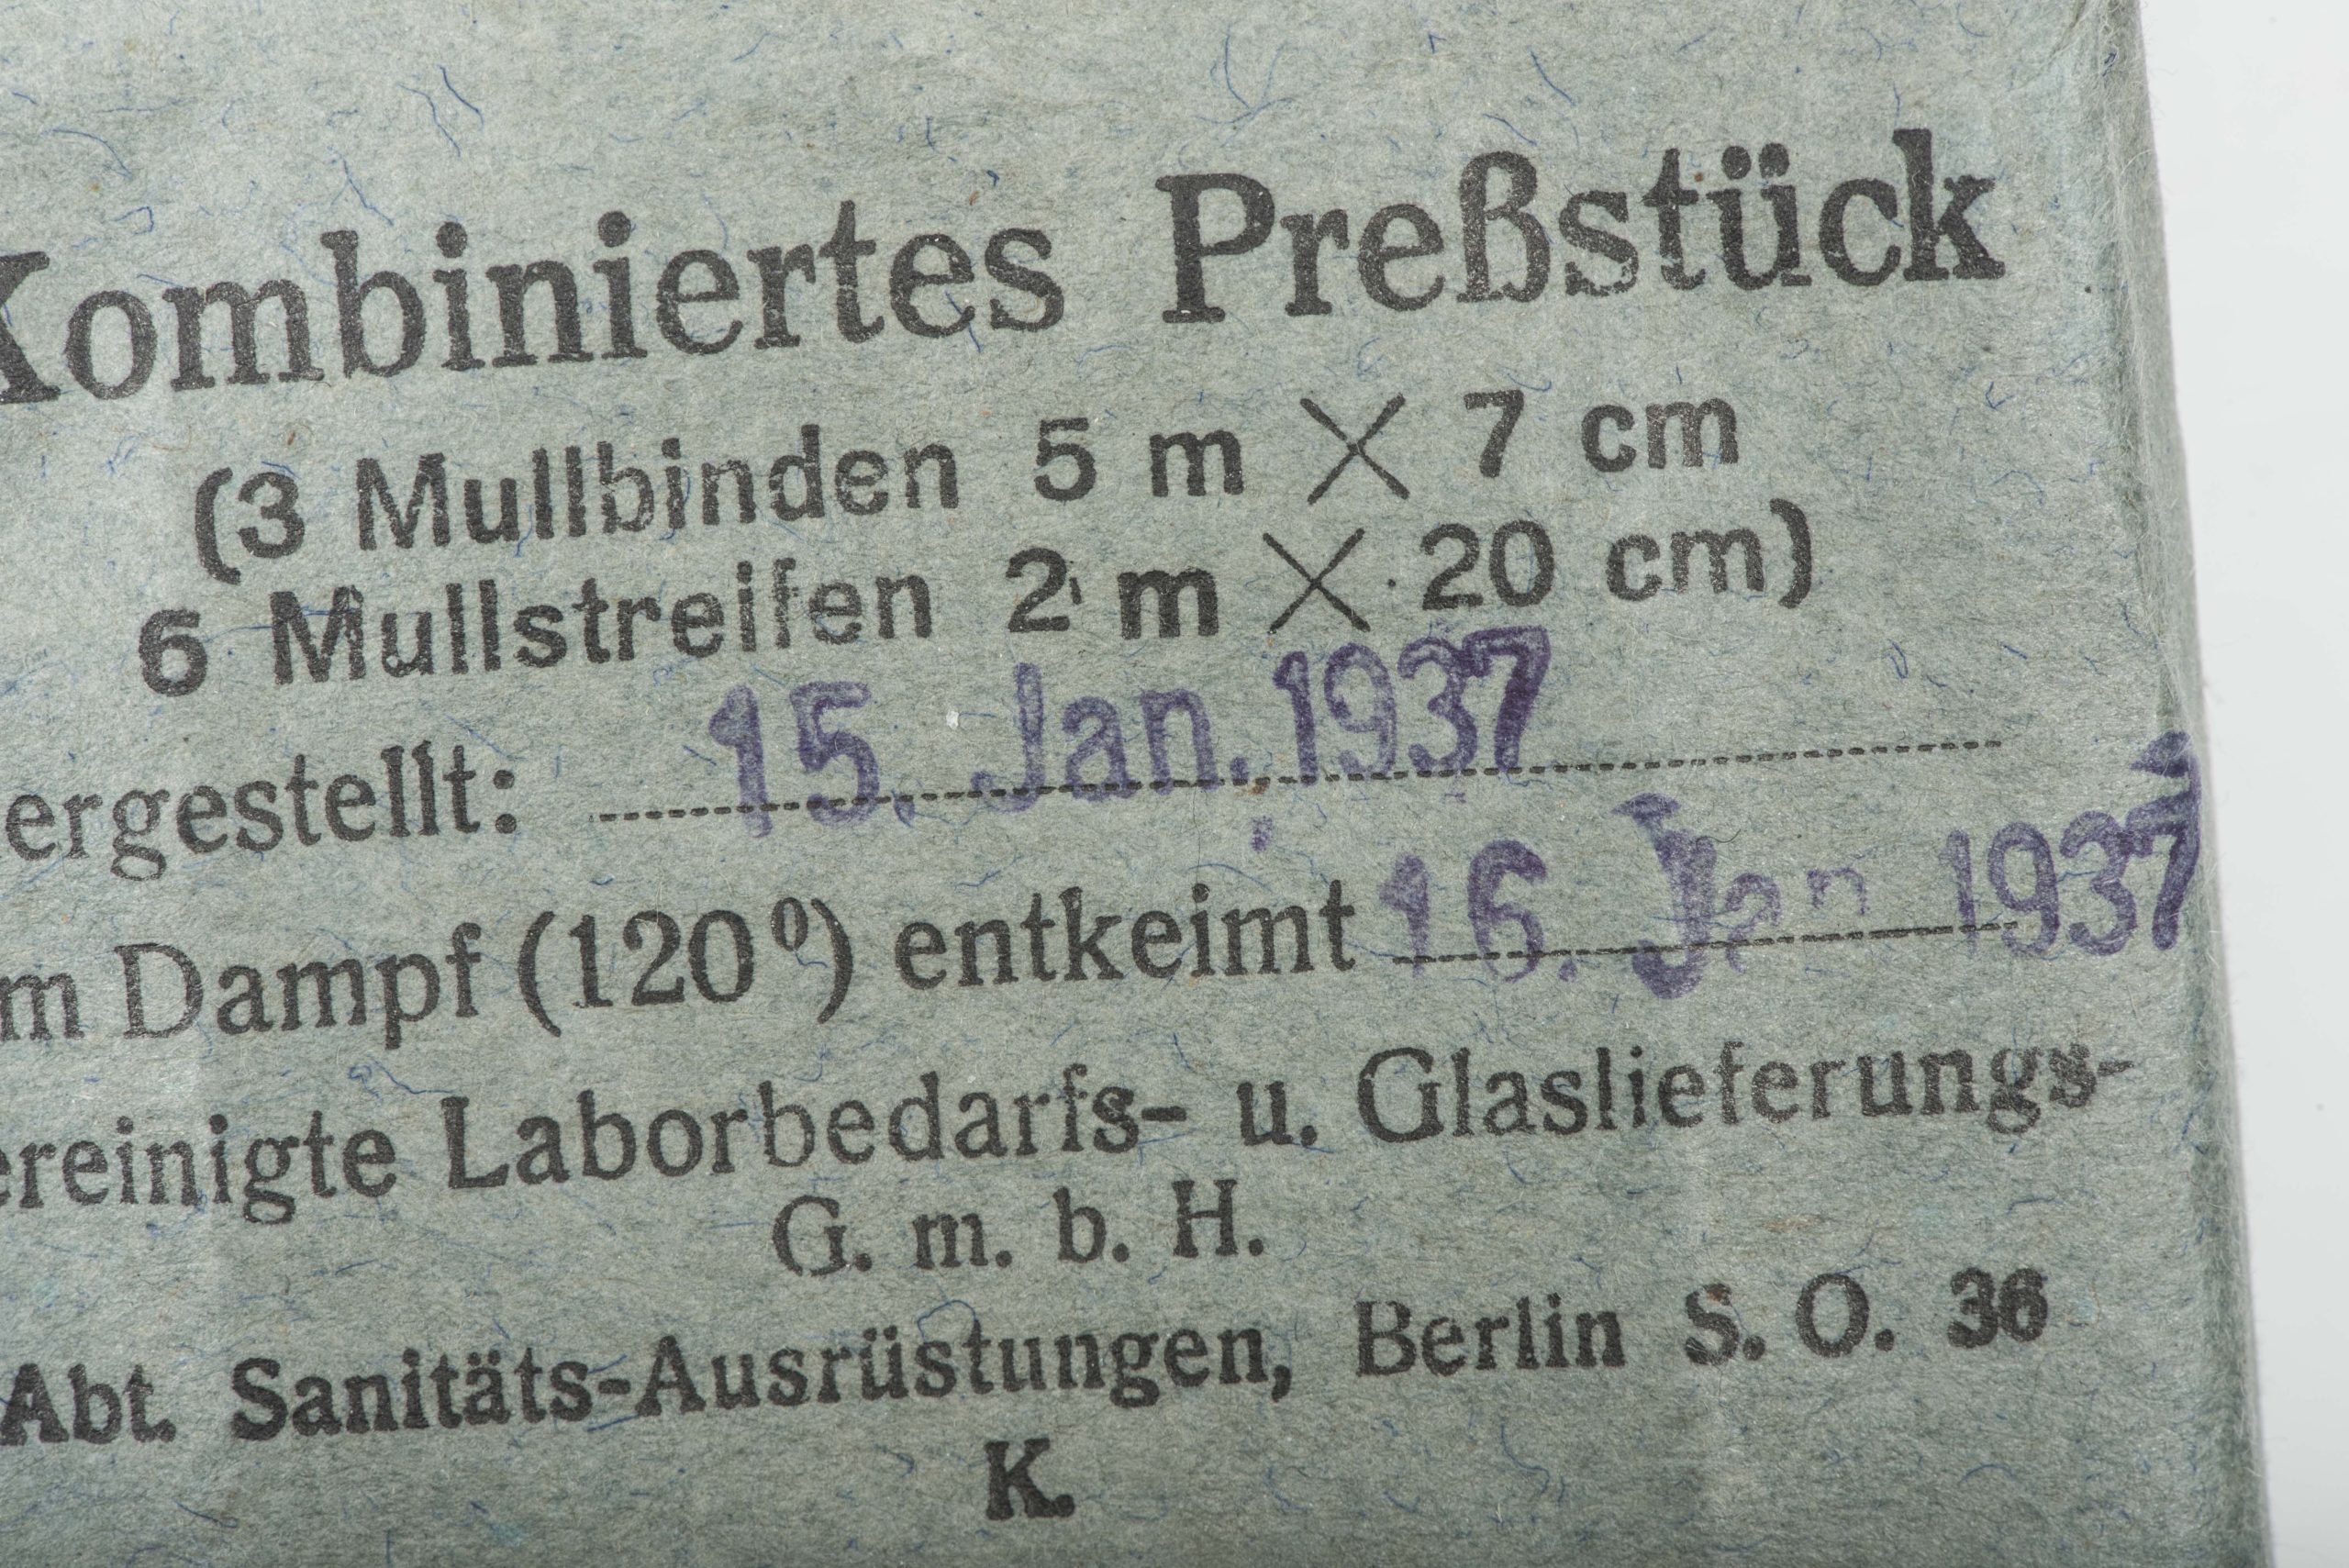 Kombiniertes Preßstück
(3 Mullbinden 5 m × 7 cm
6 Mullstreifen 2 m × 20 cm)
ergestellt: 15. Jan. 1937
m Dampf (120⁰) entkeimt 16. Jan 1937
ereinigte Laborbedarfs- u. Glaslieferungs-
G. m. b. H.
Abt. Sanitäts-Ausrüstungen, Berlin S. O. 36
K.